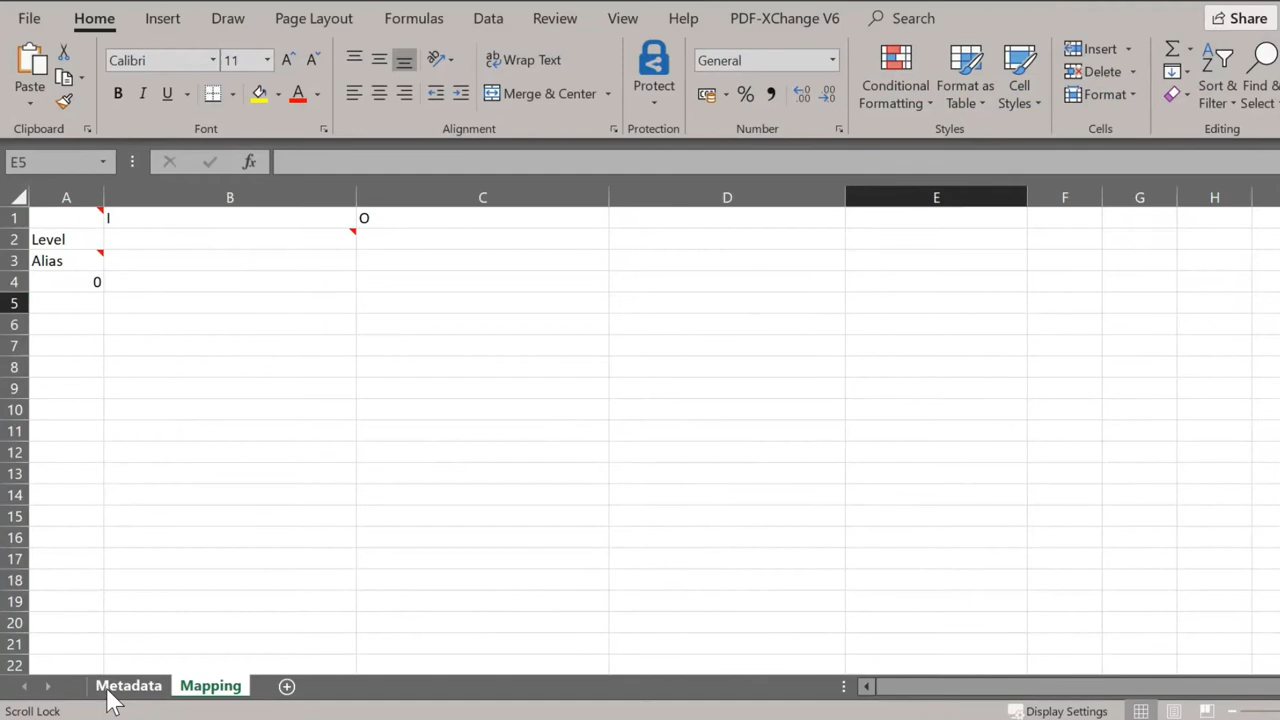 File Home Insert Draw Page Layout Formulas Data Review View Help PDF-XChange V6 Search Share
Paste
Calibri 11
B I U A
Wrap Text
Merge & Center
Protect
General
% ,
Conditional Formatting
Format as Table
Cell Styles
Insert
Delete
Format
Sort & Filter
Find & Select
Clipboard Font Alignment Protection Number Styles Cells Editing
E5 fx
A B C D E F G H
1 I O
2 Level
3 Alias
4 0
5
6
7
8
9
10
11
12
13
14
15
16
17
18
19
20
21
22
Metadata Mapping
Scroll Lock Display Settings